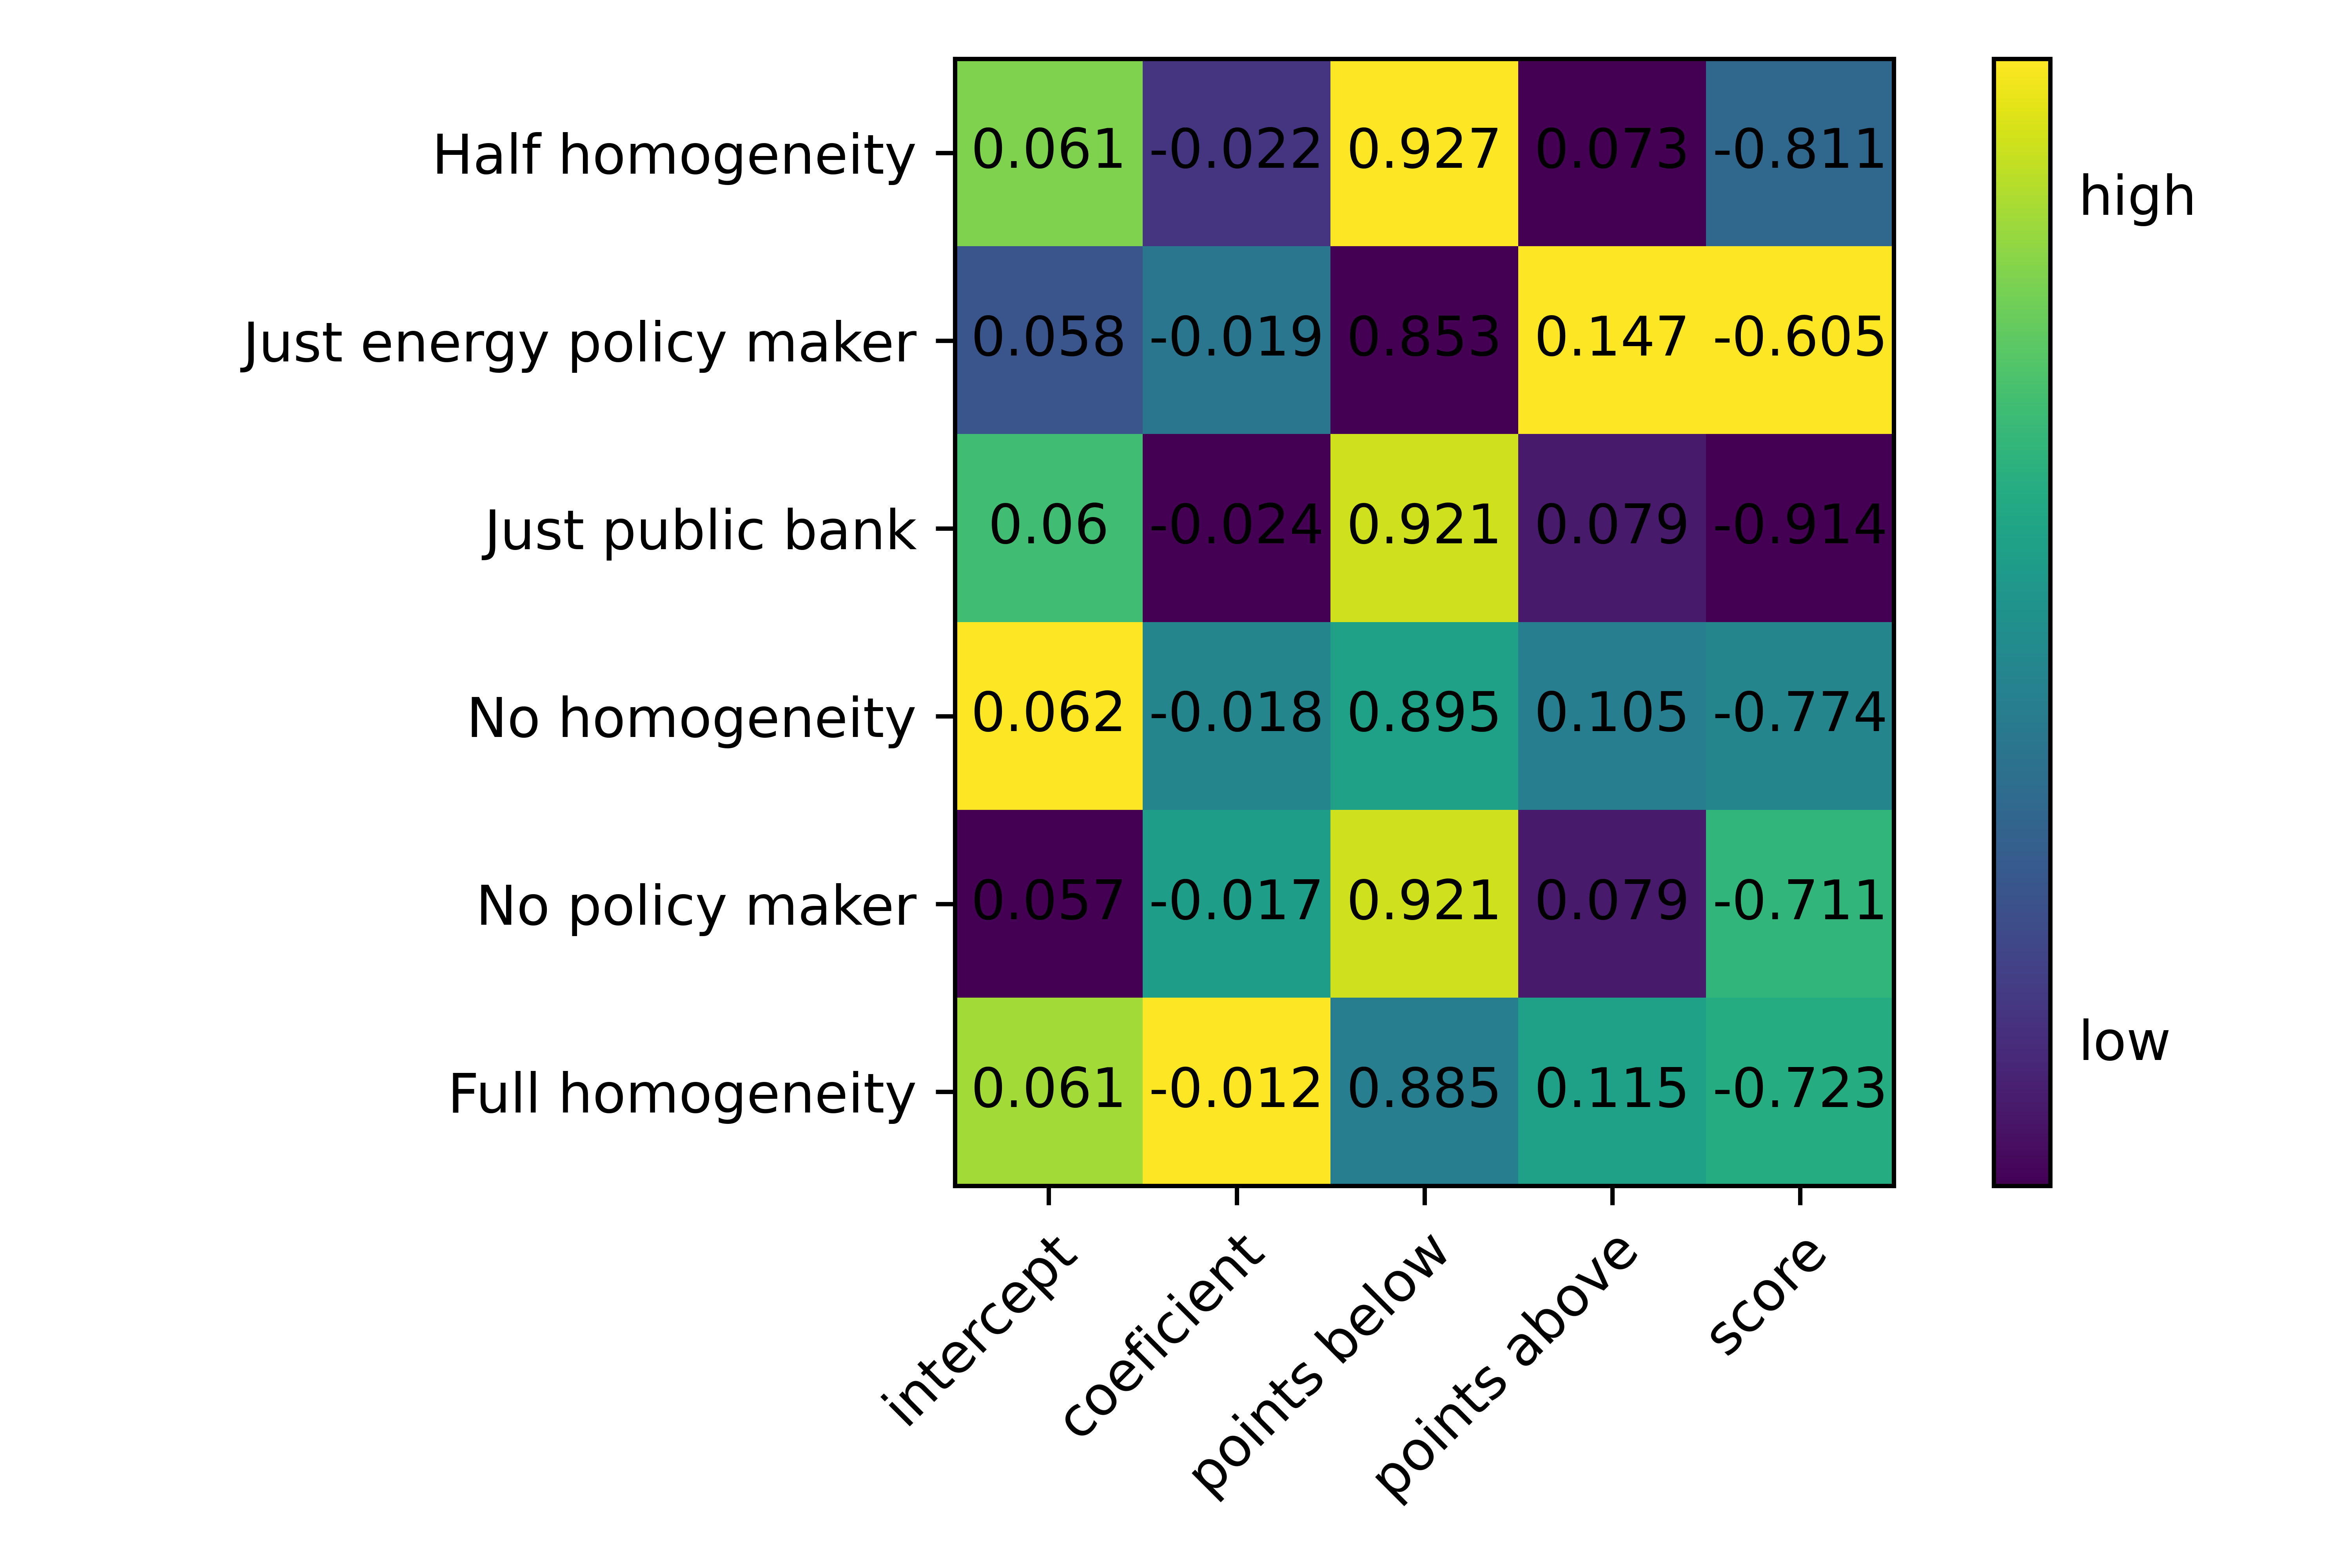 Half homogeneity 0.061 -0.022 0.927 0.073 -0.811
high
Just energy policy maker 0.058 -0.019 0.853 0.147 -0.605
Just public bank 0.06 -0.024 0.921 0.079 -0.914
No homogeneity 0.062 -0.018 0.895 0.105 -0.774
No policy maker 0.057 -0.017 0.921 0.079 -0.711
low
Full homogeneity 0.061 -0.012 0.885 0.115 -0.723
intercept
coeficient
points below
points above
score